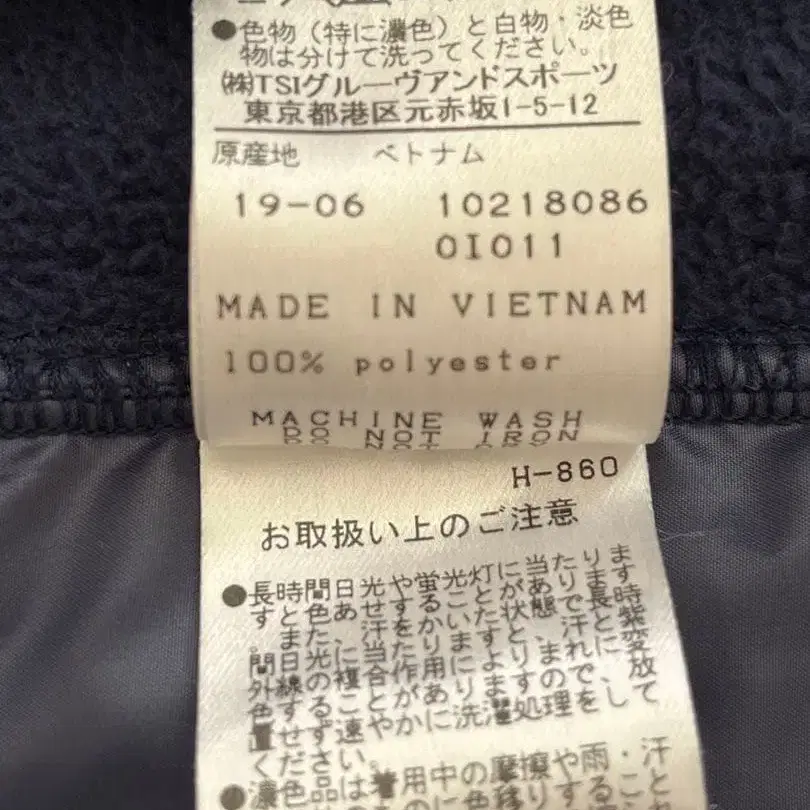 ●色物(特に濃色)と白物・淡色
物は分けて洗ってください。
㈱TSIグルーヴアンドスポーツ
東京都港区元赤坂1-5-12
原産地 ベトナム
19-06 10218086
0I011
MADE IN VIETNAM
100% polyester
MACHINE WASH
DO NOT IRON
H-860
お取扱い上のご注意
●長時間日光や蛍光灯に当たりま
すと色あせすることがあります
。また、汗をかいた状態で長時
間日光に当たりますと、汗と紫
外線の複合作用により、汚れに変
色することがありますので、放
置せず速やかに洗濯処理をして
ください。
●濃色品は着用中の摩擦や雨・汗